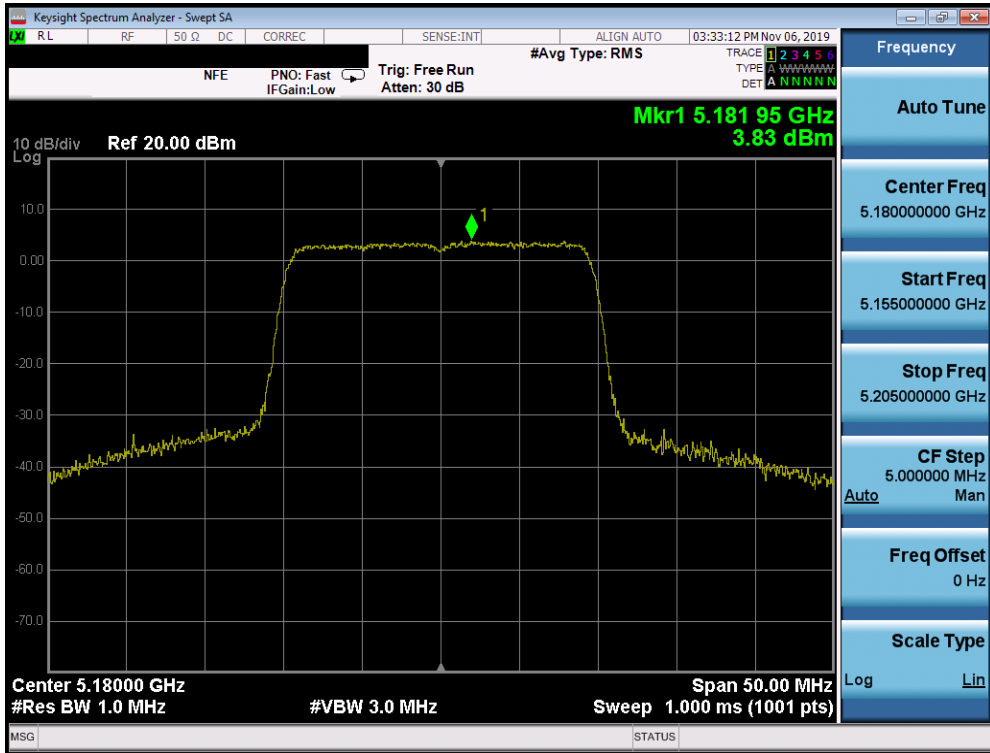 Keysight Spectrum Analyzer - Swept SA
LXI RL RF 50 Ω DC CORREC SENSE:INT ALIGN AUTO 03:33:12 PM Nov 06, 2019
#Avg Type: RMS TRACE 1 2 3 4 5 6
NFE PNO: Fast Trig: Free Run TYPE A WWWWW
IFGain:Low Atten: 30 dB DET A N N N N N
Mkr1 5.181 95 GHz
3.83 dBm
10 dB/div Ref 20.00 dBm
Log
1
10.0
0.00
-10.0
-20.0
-30.0
-40.0
-50.0
-60.0
-70.0
Center 5.18000 GHz Span 50.00 MHz
#Res BW 1.0 MHz #VBW 3.0 MHz Sweep 1.000 ms (1001 pts)
MSG STATUS
Frequency
Auto Tune
Center Freq
5.180000000 GHz
Start Freq
5.155000000 GHz
Stop Freq
5.205000000 GHz
CF Step
5.000000 MHz
Auto Man
Freq Offset
0 Hz
Scale Type
Log Lin